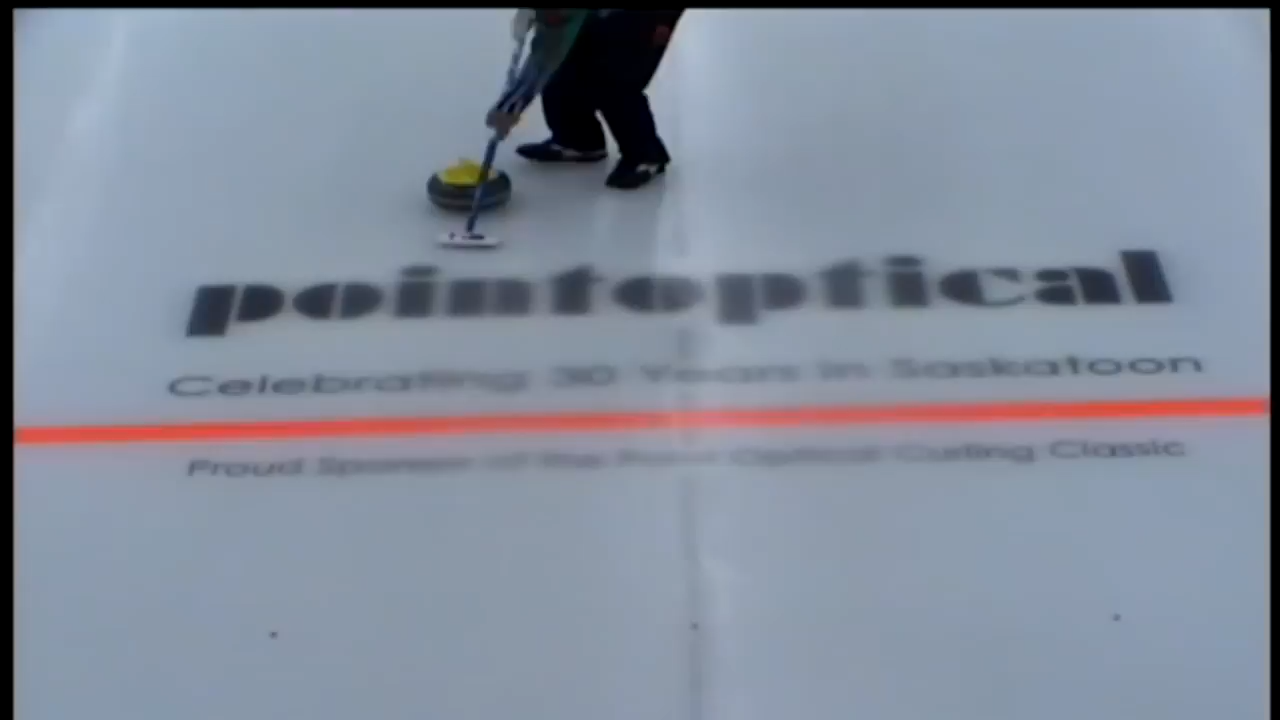 pointoptical
Celebrating 30 Years in Saskatoon
Proud Sponsor of the Point Optical Curling Classic